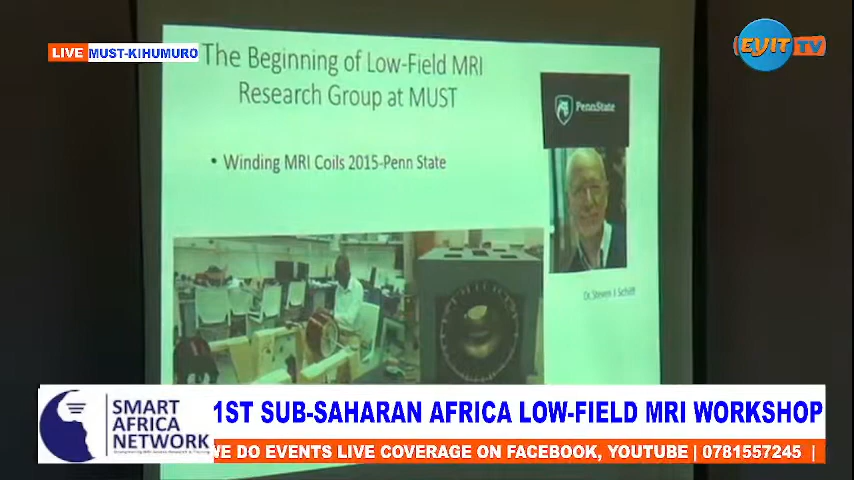 LIVE MUST-KIHUMURO
EVIT TV
The Beginning of Low-Field MRI
Research Group at MUST
PennState
• Winding MRI Coils 2015-Penn State
Dr. Steven J Schiff
SMART
AFRICA
NETWORK
1ST SUB-SAHARAN AFRICA LOW-FIELD MRI WORKSHOP
WE DO EVENTS LIVE COVERAGE ON FACEBOOK, YOUTUBE | 0781557245 |